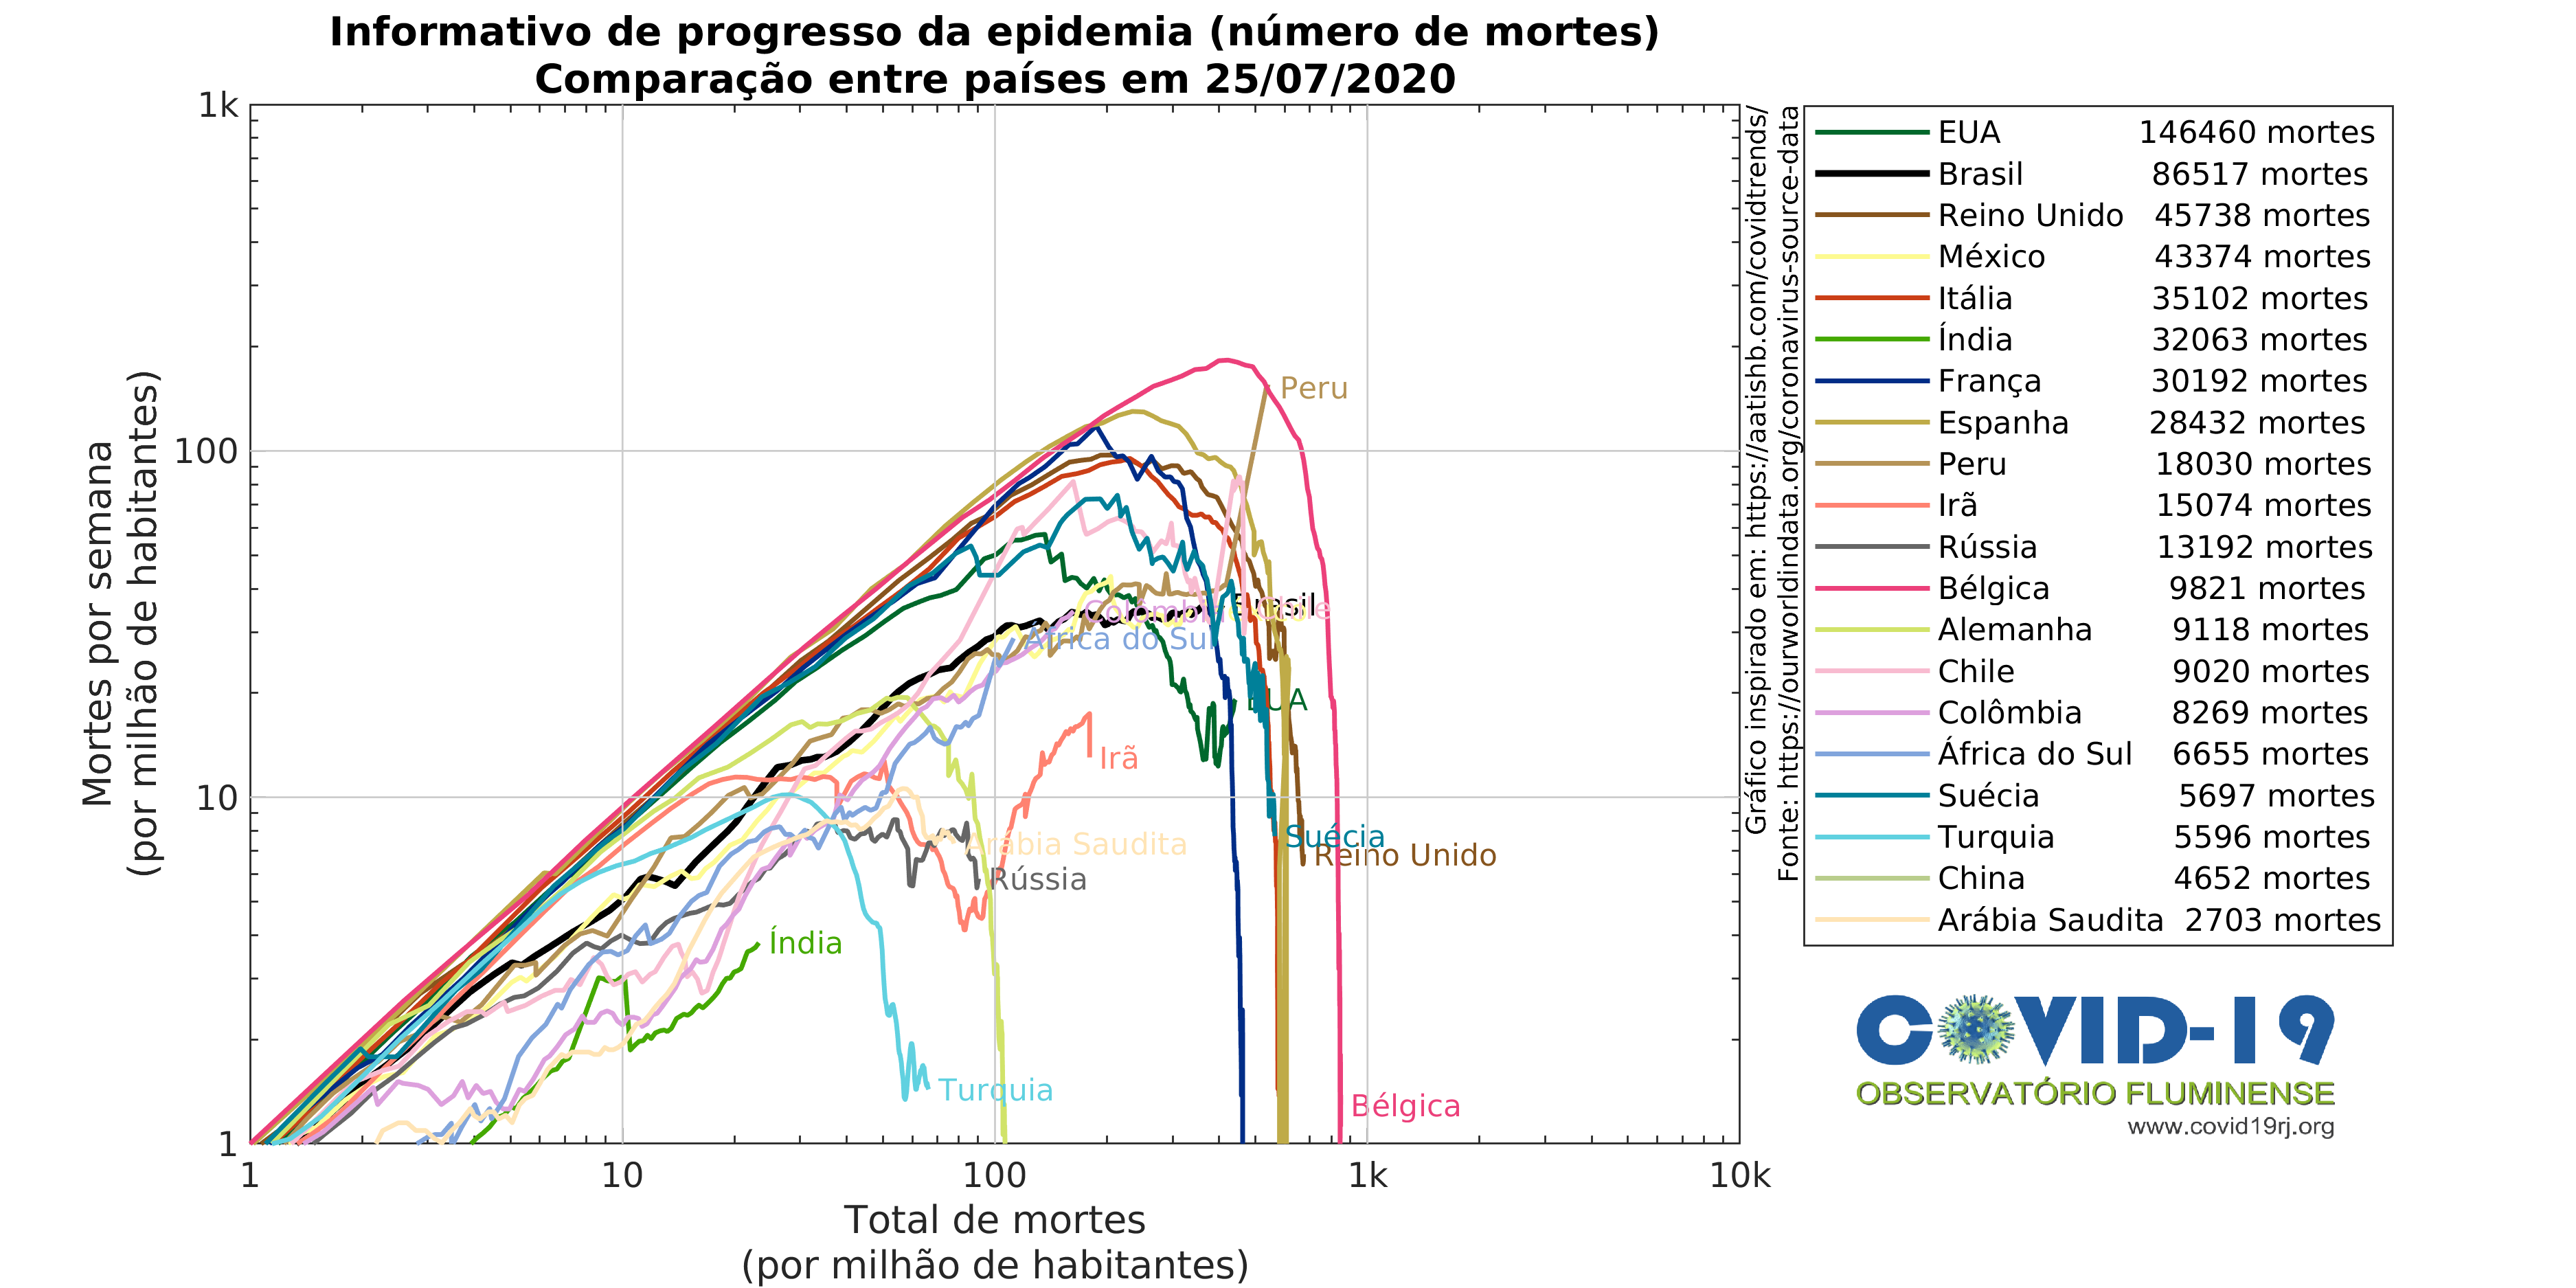 Informativo de progresso da epidemia (número de mortes)
Comparação entre países em 25/07/2020
1k
100
10
1
Mortes por semana
(por milhão de habitantes)
1
10
100
1k
10k
Total de mortes
(por milhão de habitantes)
Peru
Colômbia
Brasil
Chile
África do Sul
EUA
Irã
Arábia Saudita
Rússia
Suécia
Reino Unido
Índia
Turquia
Bélgica
Gráfico inspirado em: https://aatishb.com/covidtrends/
Fonte: https://ourworldindata.org/coronavirus-source-data
EUA 146460 mortes
Brasil 86517 mortes
Reino Unido 45738 mortes
México 43374 mortes
Itália 35102 mortes
Índia 32063 mortes
França 30192 mortes
Espanha 28432 mortes
Peru 18030 mortes
Irã 15074 mortes
Rússia 13192 mortes
Bélgica 9821 mortes
Alemanha 9118 mortes
Chile 9020 mortes
Colômbia 8269 mortes
África do Sul 6655 mortes
Suécia 5697 mortes
Turquia 5596 mortes
China 4652 mortes
Arábia Saudita 2703 mortes
COVID-19
OBSERVATÓRIO FLUMINENSE
www.covid19rj.org